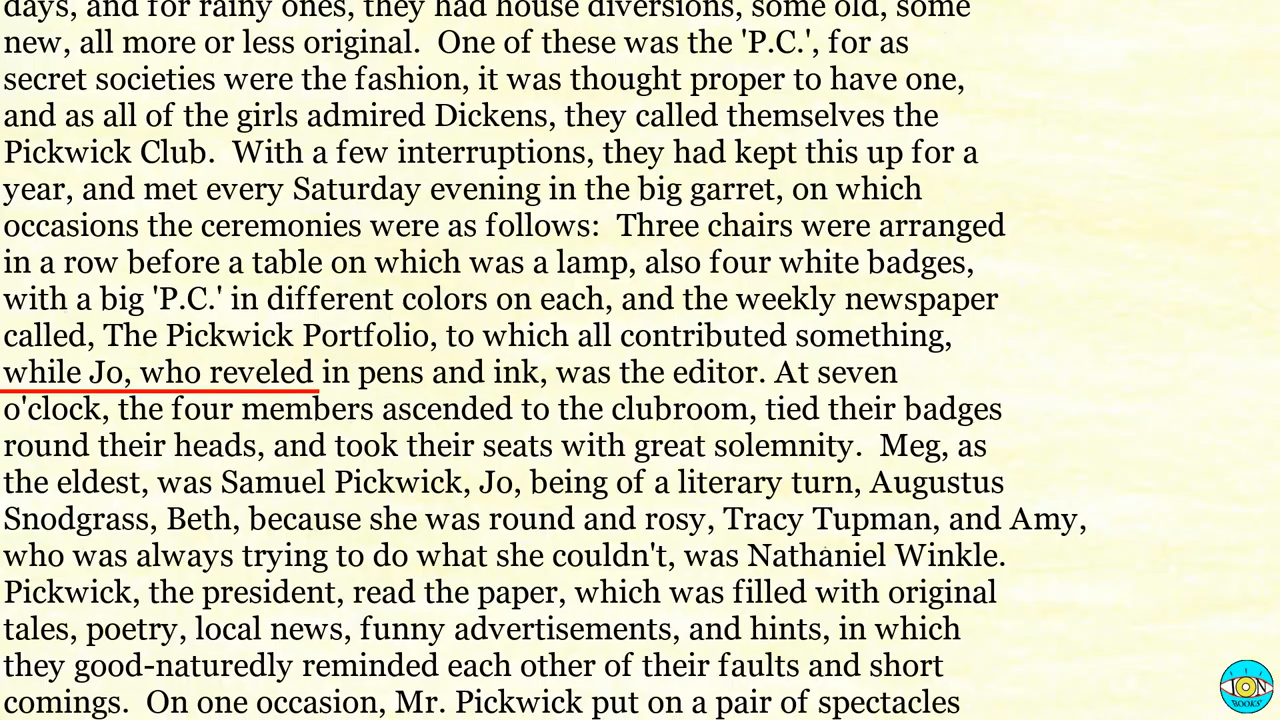 days, and for rainy ones, they had house diversions, some old, some
new, all more or less original.  One of these was the 'P.C.', for as
secret societies were the fashion, it was thought proper to have one,
and as all of the girls admired Dickens, they called themselves the
Pickwick Club.  With a few interruptions, they had kept this up for a
year, and met every Saturday evening in the big garret, on which
occasions the ceremonies were as follows:  Three chairs were arranged
in a row before a table on which was a lamp, also four white badges,
with a big 'P.C.' in different colors on each, and the weekly newspaper
called, The Pickwick Portfolio, to which all contributed something,
while Jo, who reveled in pens and ink, was the editor. At seven
o'clock, the four members ascended to the clubroom, tied their badges
round their heads, and took their seats with great solemnity.  Meg, as
the eldest, was Samuel Pickwick, Jo, being of a literary turn, Augustus
Snodgrass, Beth, because she was round and rosy, Tracy Tupman, and Amy,
who was always trying to do what she couldn't, was Nathaniel Winkle.
Pickwick, the president, read the paper, which was filled with original
tales, poetry, local news, funny advertisements, and hints, in which
they good-naturedly reminded each other of their faults and short
comings.  On one occasion, Mr. Pickwick put on a pair of spectacles
ION
BOOKS